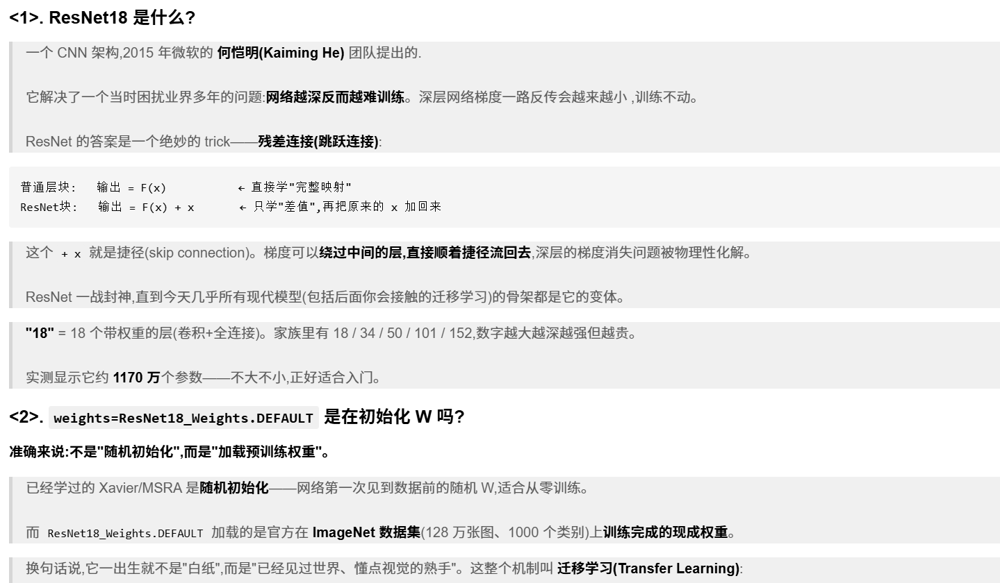 <1>. ResNet18 是什么?
一个 CNN 架构,2015 年微软的 何恺明(Kaiming He) 团队提出的.
它解决了一个当时困扰业界多年的问题:网络越深反而越难训练。深层网络梯度一路反传会越来越小 ,训练不动。
ResNet 的答案是一个绝妙的 trick——残差连接(跳跃连接):
普通层块:   输出 = F(x)           ← 直接学"完整映射"
ResNet块:   输出 = F(x) + x       ← 只学"差值",再把原来的 x 加回来
这个 + x 就是捷径(skip connection)。梯度可以绕过中间的层,直接顺着捷径流回去,深层的梯度消失问题被物理性化解。
ResNet 一战封神,直到今天几乎所有现代模型(包括后面你会接触的迁移学习)的骨架都是它的变体。
"18" = 18 个带权重的层(卷积+全连接)。家族里有 18 / 34 / 50 / 101 / 152,数字越大越深越强但越贵。
实测显示它约 1170 万个参数——不大不小,正好适合入门。
<2>. weights=ResNet18_Weights.DEFAULT 是在初始化 W 吗?
准确来说:不是"随机初始化",而是"加载预训练权重"。
已经学过的 Xavier/MSRA 是随机初始化——网络第一次见到数据前的随机 W,适合从零训练。
而 ResNet18_Weights.DEFAULT 加载的是官方在 ImageNet 数据集(128 万张图、1000 个类别)上训练完成的现成权重。
换句话说,它一出生就不是"白纸",而是"已经见过世界、懂点视觉的熟手"。这整个机制叫 迁移学习(Transfer Learning):